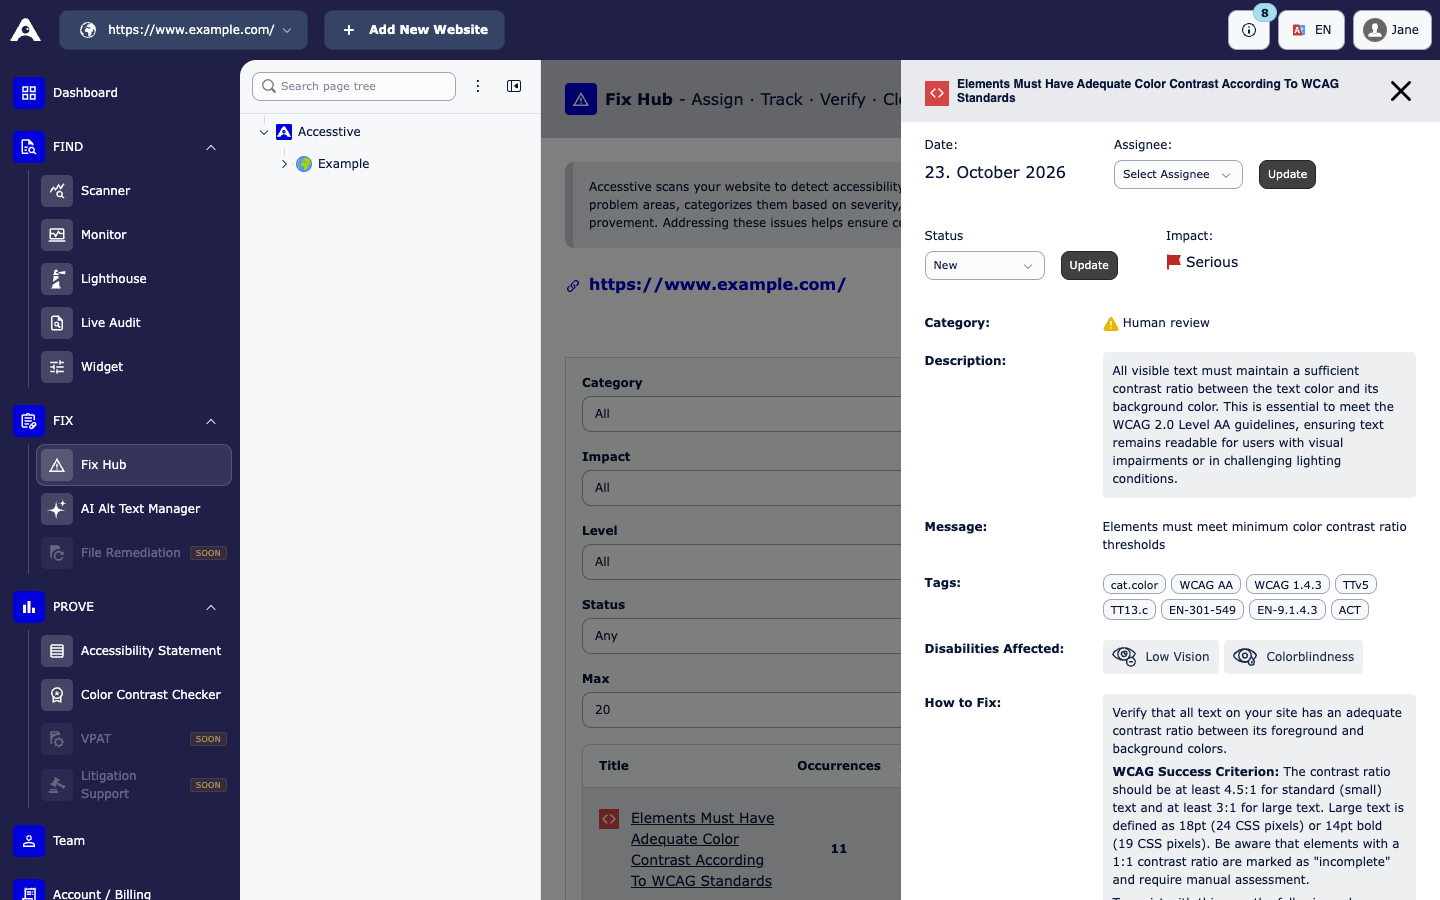 https://www.example.com/
+ Add New Website
8
EN
Jane
Dashboard
FIND
Scanner
Monitor
Lighthouse
Live Audit
Widget
FIX
Fix Hub
AI Alt Text Manager
File Remediation SOON
PROVE
Accessibility Statement
Color Contrast Checker
VPAT SOON
Litigation Support SOON
Team
Account / Billing
Search page tree
Accesstive
Example
Fix Hub - Assign · Track · Verify · Cl
Accesstive scans your website to detect accessibility
problem areas, categorizes them based on severity,
provement. Addressing these issues helps ensure
https://www.example.com/
Category
All
Impact
All
Level
All
Status
Any
Max
20
Title Occurrences
Elements Must Have
Adequate Color
Contrast According
To WCAG Standards
11
Elements Must Have Adequate Color Contrast According To WCAG
Standards
Date:
23. October 2026
Assignee:
Select Assignee
Update
Status
New
Update
Impact:
Serious
Category:
Human review
Description:
All visible text must maintain a sufficient
contrast ratio between the text color and its
background color. This is essential to meet the
WCAG 2.0 Level AA guidelines, ensuring text
remains readable for users with visual
impairments or in challenging lighting
conditions.
Message:
Elements must meet minimum color contrast ratio
thresholds
Tags:
cat.color WCAG AA WCAG 1.4.3 TTv5
TT13.c EN-301-549 EN-9.1.4.3 ACT
Disabilities Affected:
Low Vision Colorblindness
How to Fix:
Verify that all text on your site has an adequate
contrast ratio between its foreground and
background colors.
WCAG Success Criterion: The contrast ratio
should be at least 4.5:1 for standard (small)
text and at least 3:1 for large text. Large text is
defined as 18pt (24 CSS pixels) or 14pt bold
(19 CSS pixels). Be aware that elements with a
1:1 contrast ratio are marked as "incomplete"
and require manual assessment.